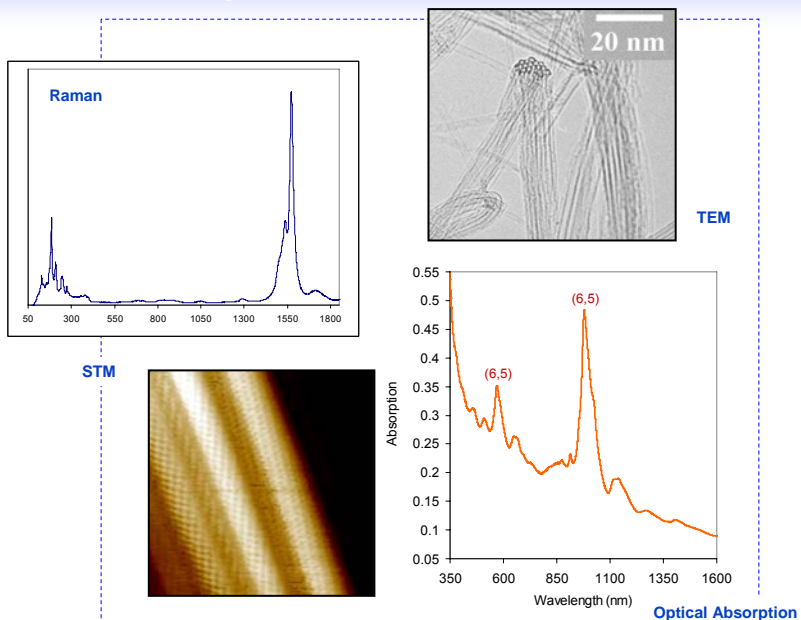 Raman
50 300 550 800 1050 1300 1550 1800
20 nm
TEM
STM
(6,5)
(6,5)
0.55
0.5
0.45
0.4
0.35
0.3
0.25
0.2
0.15
0.1
0.05
Absorption
350 600 850 1100 1350 1600
Wavelength (nm)
Optical Absorption